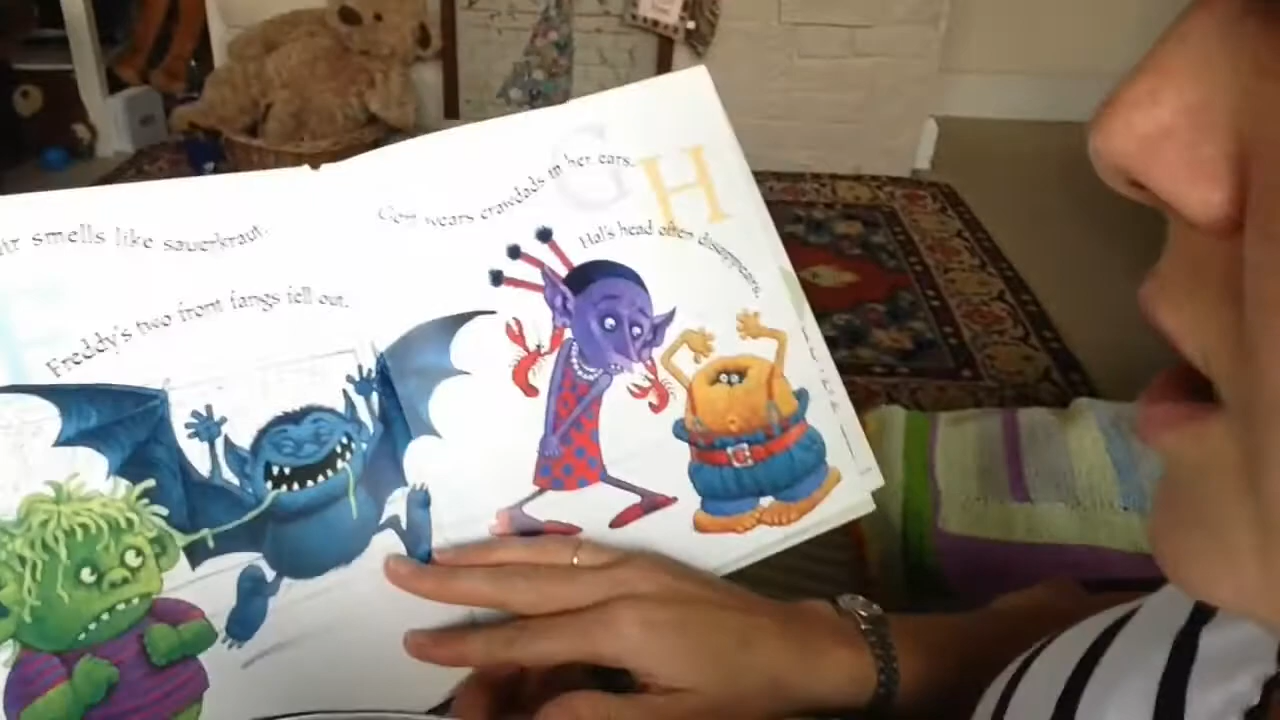 smells like sauerkraut.
Freddy's two front fangs fell out.
G H
wears crawdads in her ears.
Hal's head often disappears.